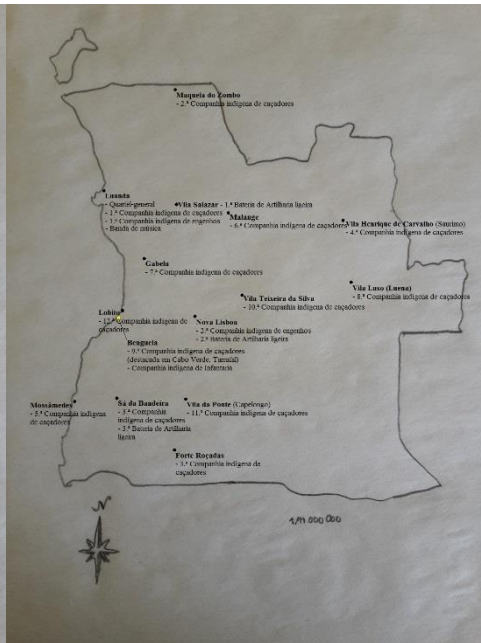 Maquela do Zombo
- 2.ª Companhia indígena de caçadores
Luanda
- Quartel-general
- 1.ª Companhia indígena de caçadores
- 1.ª Companhia indígena de engenhos
- Banda de música
Vila Salazar - 1.ª Bateria de Artilharia ligeira
Malange
- 6.ª Companhia indígena de caçadores
Vila Henrique de Carvalho (Saurimo)
- 4.ª Companhia indígena de caçadores
Gabela
- 7.ª Companhia indígena de caçadores
Vila Luso (Luena)
- 8.ª Companhia indígena de caçadores
Vila Teixeira da Silva
- 10.ª Companhia indígena de caçadores
Lobito
- 12.ª Companhia indígena de
caçadores
Nova Lisboa
- 2.ª Companhia indígena de engenhos
- 2.ª Bateria de Artilharia ligeira
Benguela
- 9.ª Companhia indígena de caçadores
(destacada em Cabo Verde, Tarrafal)
- Companhia indígena de Infantaria
Mossâmedes
- 5.ª Companhia indígena
de caçadores
Sá da Bandeira
- 3.ª Companhia
indígena de caçadores
- 3.ª Bateria de Artilharia
ligeira
Vila da Ponte (Capelongo)
- 11.ª Companhia indígena de caçadores
Forte Roçadas
- 3.ª Companhia indígena de
caçadores
1/11.000 000
N